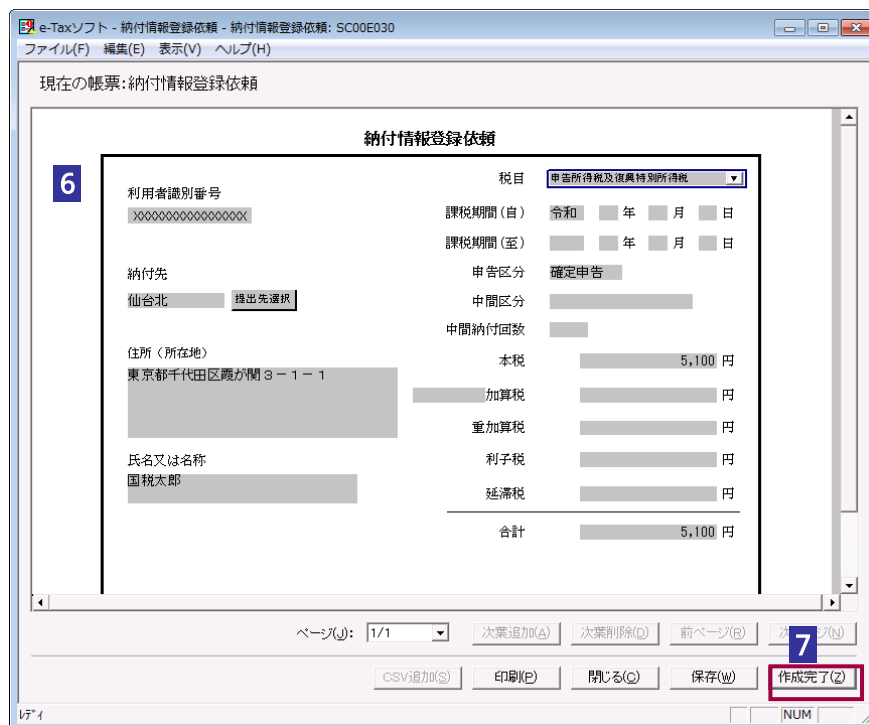 e-Taxソフト - 納付情報登録依頼 - 納付情報登録依頼: SC00E030
ファイル(F) 編集(E) 表示(V) ヘルプ(H)
現在の帳票:納付情報登録依頼
納付情報登録依頼
6
税目 申告所得税及復興特別所得税
利用者識別番号
XXXXXXXXXXXXXXXX
課税期間(自) 令和 年 月 日
課税期間(至) 年 月 日
納付先
申告区分 確定申告
仙台北 提出先選択
中間区分
中間納付回数
住所(所在地)
本税 5,100 円
東京都千代田区霞が関3-1-1
加算税 円
重加算税 円
氏名又は名称
利子税 円
国税太郎
延滞税 円
合計 5,100 円
ページ(J): 1/1 次葉追加(A) 次葉削除(D) 前ページ(R) ジ(N)
7
CSV追加(S) 印刷(P) 閉じる(C) 保存(W) 作成完了(Z)
レディ NUM